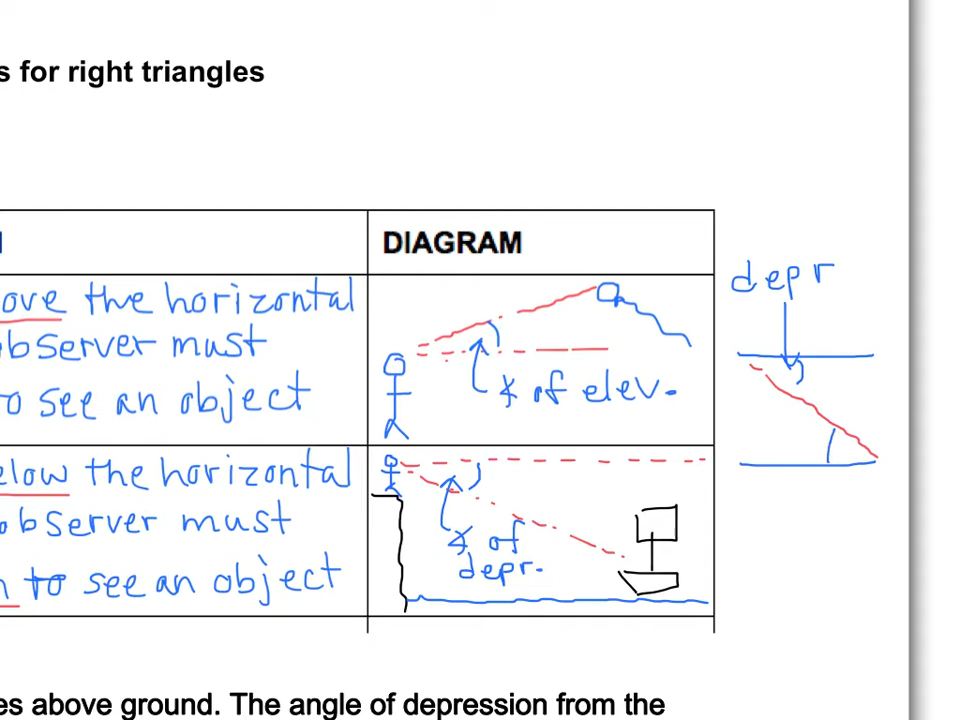 s for right triangles
DIAGRAM
depr
ove the horizontal
observer must
to see an object
∡ of elev.
elow the horizontal
observer must
n to see an object
∡ of
depr.
es above ground. The angle of depression from the